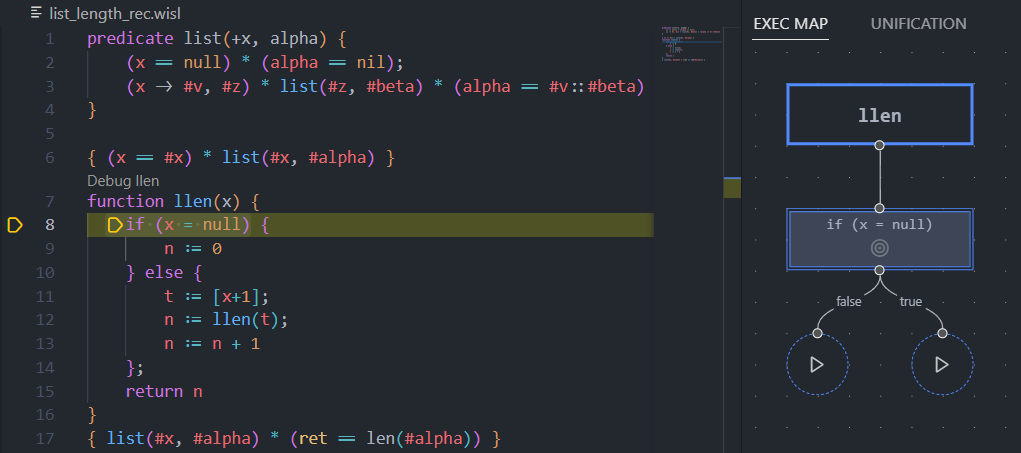 list_length_rec.wisl
1 predicate list(+x, alpha) {
2 (x == null) * (alpha == nil);
3 (x -> #v, #z) * list(#z, #beta) * (alpha == #v::#beta)
4 }
5
6 { (x == #x) * list(#x, #alpha) }
Debug llen
7 function llen(x) {
8 if (x = null) {
9 n := 0
10 } else {
11 t := [x+1];
12 n := llen(t);
13 n := n + 1
14 };
15 return n
16 }
17 { list(#x, #alpha) * (ret == len(#alpha)) }
EXEC MAP UNIFICATION
llen
if (x = null)
false true